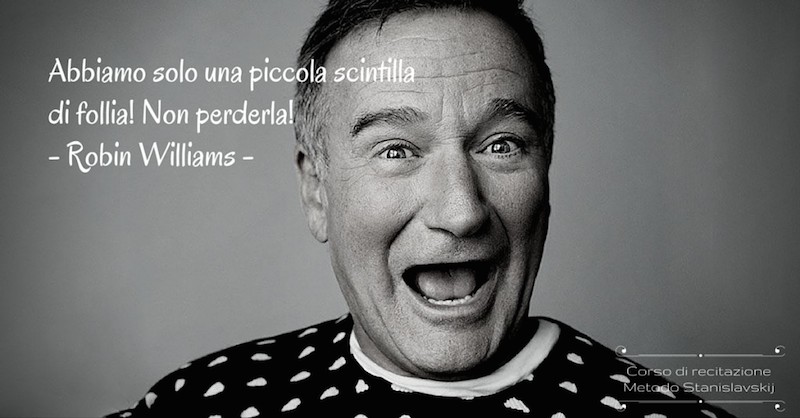 Abbiamo solo una piccola scintilla
di follia! Non perderla!
- Robin Williams -
Corso di recitazione
Metodo Stanislavskij